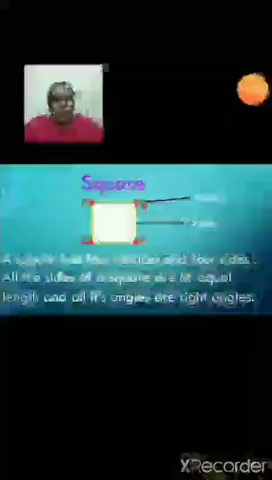 Square
A square has four vertices and four sides.
All the sides of a square are of equal
length and all it's angles are right angles.
XRecorder